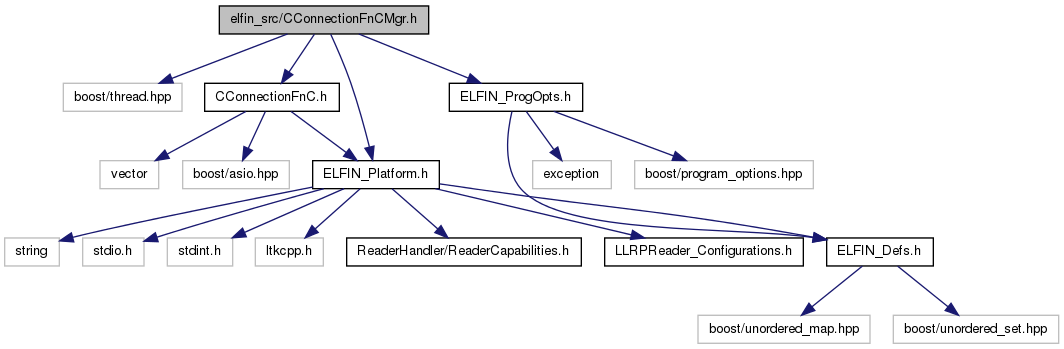 elfin_src/CConnectionFnCMgr.h
boost/thread.hpp
CConnectionFnC.h
ELFIN_ProgOpts.h
vector
boost/asio.hpp
ELFIN_Platform.h
exception
boost/program_options.hpp
string
stdio.h
stdint.h
ltkcpp.h
ReaderHandler/ReaderCapabilities.h
LLRPReader_Configurations.h
ELFIN_Defs.h
boost/unordered_map.hpp
boost/unordered_set.hpp